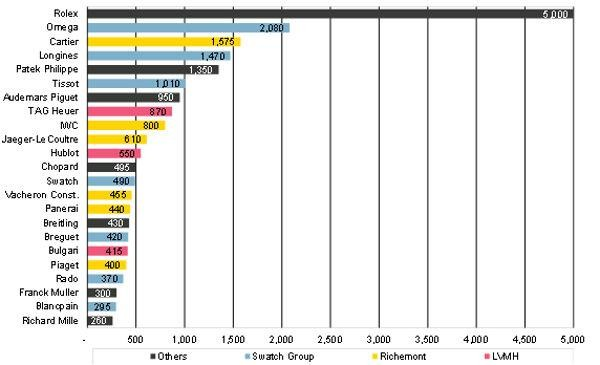 Rolex 5 000
Omega 2,080
Cartier 1,575
Longines 1,470
Patek Philippe 1,350
Tissot 1,010
Audemars Piguet 950
TAG Heuer 870
IWC 800
Jaeger-Le Coultre 610
Hublot 550
Chopard 495
Swatch 490
Vacheron Const. 455
Panerai 440
Breitling 430
Breguet 420
Bulgari 415
Piaget 400
Rado 370
Franck Muller 300
Blancpain 295
Richard Mille 260
- 500 1,000 1,500 2,000 2,500 3,000 3,500 4,000 4,500 5,000
Others Swatch Group Richemont LVMH